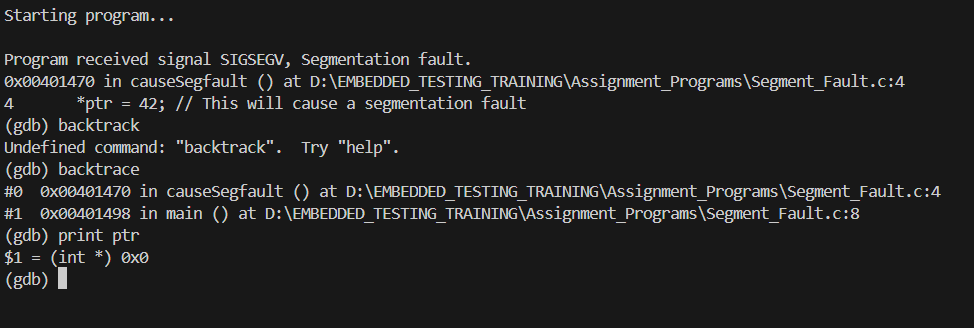 Starting program...
Program received signal SIGSEGV, Segmentation fault.
0x00401470 in causeSegfault () at D:\EMBEDDED_TESTING_TRAINING\Assignment_Programs\Segment_Fault.c:4
4       *ptr = 42; // This will cause a segmentation fault
(gdb) backtrack
Undefined command: "backtrack".  Try "help".
(gdb) backtrace
#0  0x00401470 in causeSegfault () at D:\EMBEDDED_TESTING_TRAINING\Assignment_Programs\Segment_Fault.c:4
#1  0x00401498 in main () at D:\EMBEDDED_TESTING_TRAINING\Assignment_Programs\Segment_Fault.c:8
(gdb) print ptr
$1 = (int *) 0x0
(gdb)